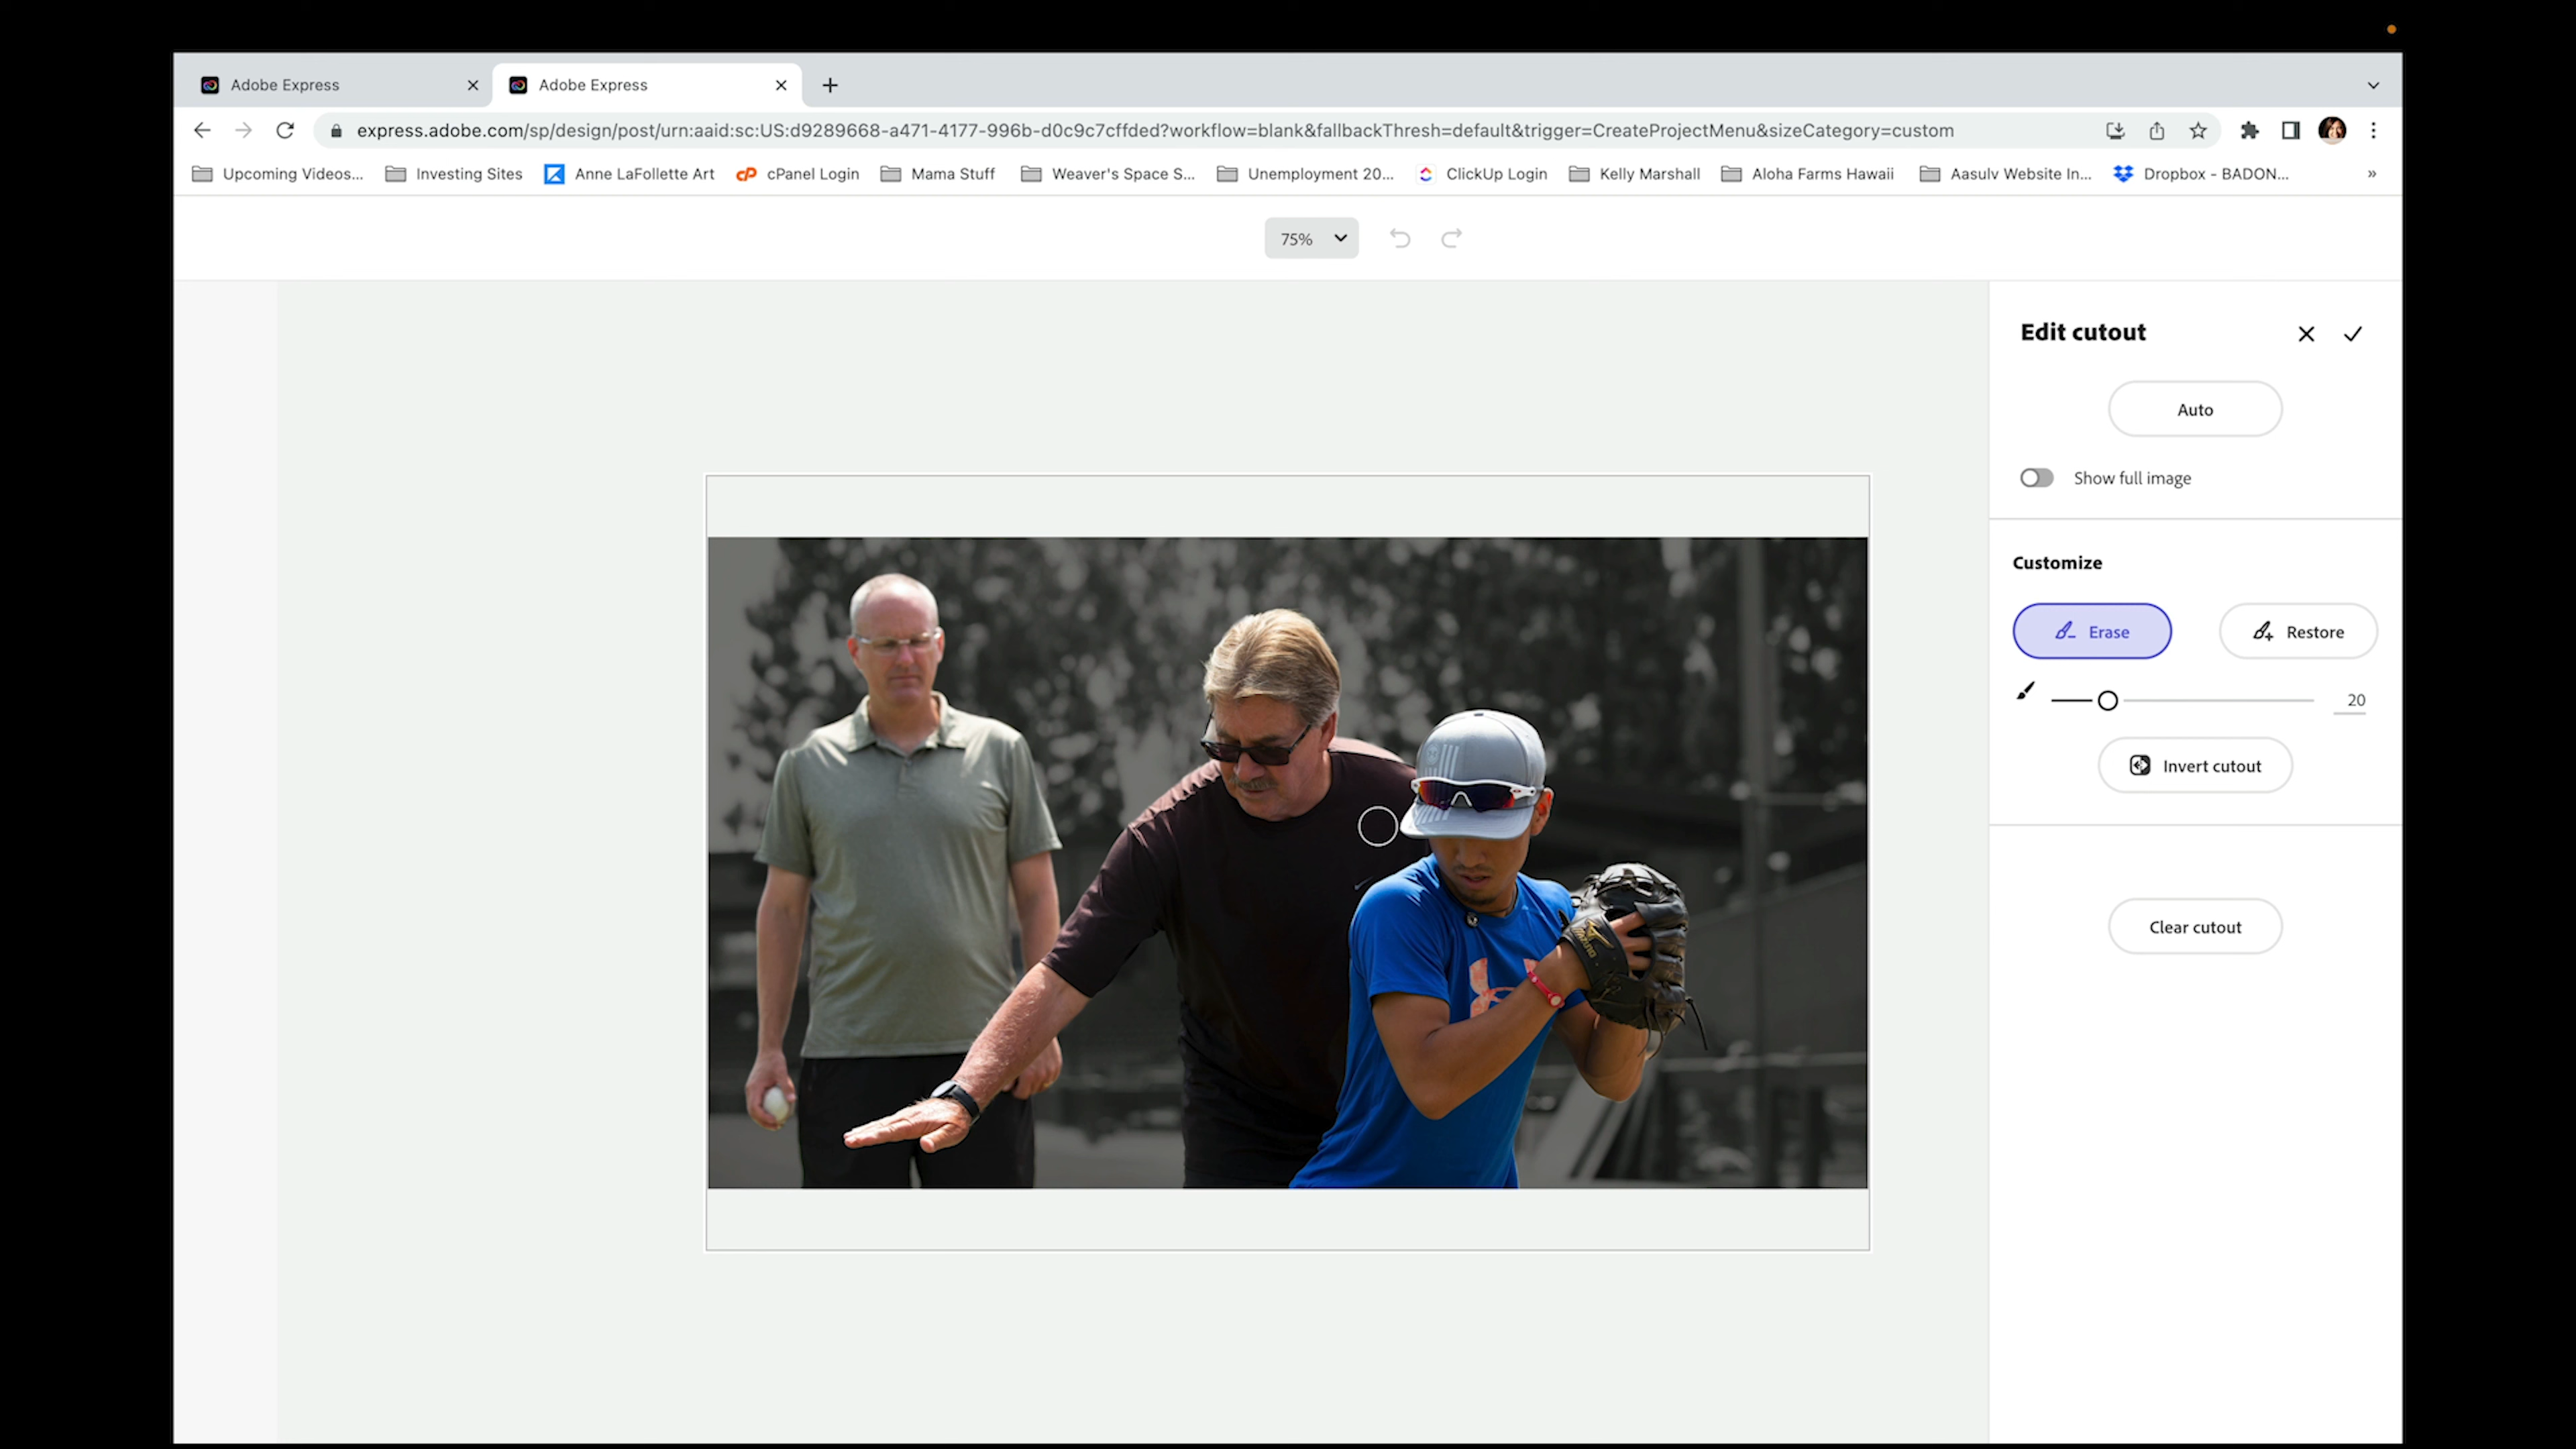 Adobe Express
Adobe Express
express.adobe.com/sp/design/post/urn:aaid:sc:US:d9289668-a471-4177-996b-d0c9c7cffded?workflow=blank&fallbackThresh=default&trigger=CreateProjectMenu&sizeCategory=custom
Upcoming Videos... Investing Sites Anne LaFollette Art cPanel Login Mama Stuff Weaver's Space S... Unemployment 20... ClickUp Login Kelly Marshall Aloha Farms Hawaii Aasulv Website In... Dropbox - BADON... »
75%
Edit cutout
Auto
Show full image
Customize
Erase Restore
20
Invert cutout
Clear cutout